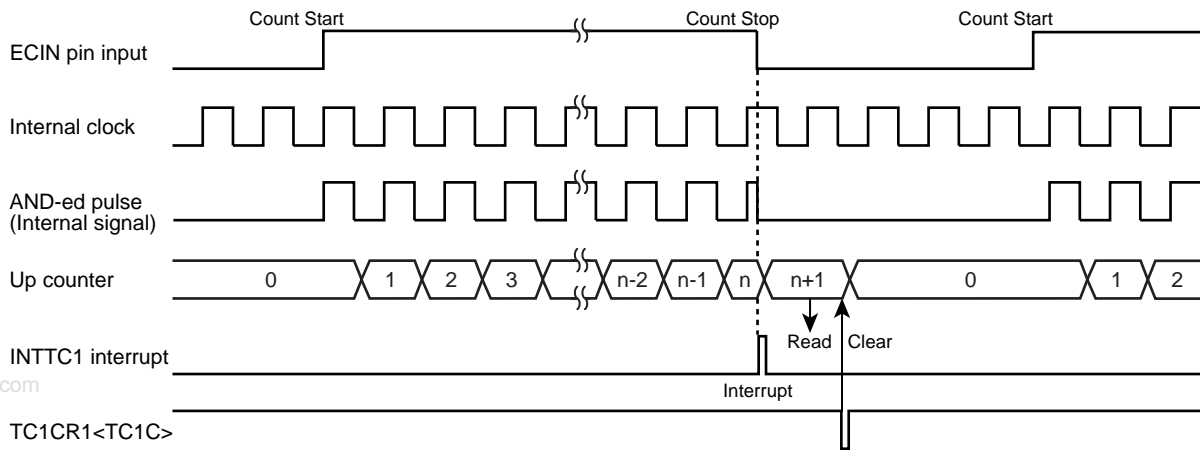 Count Start
Count Stop
Count Start
ECIN pin input
Internal clock
AND-ed pulse
(Internal signal)
Up counter
0 1 2 3 n-2 n-1 n n+1 0 1 2
Read
Clear
INTTC1 interrupt
com
Interrupt
TC1CR1<TC1C>